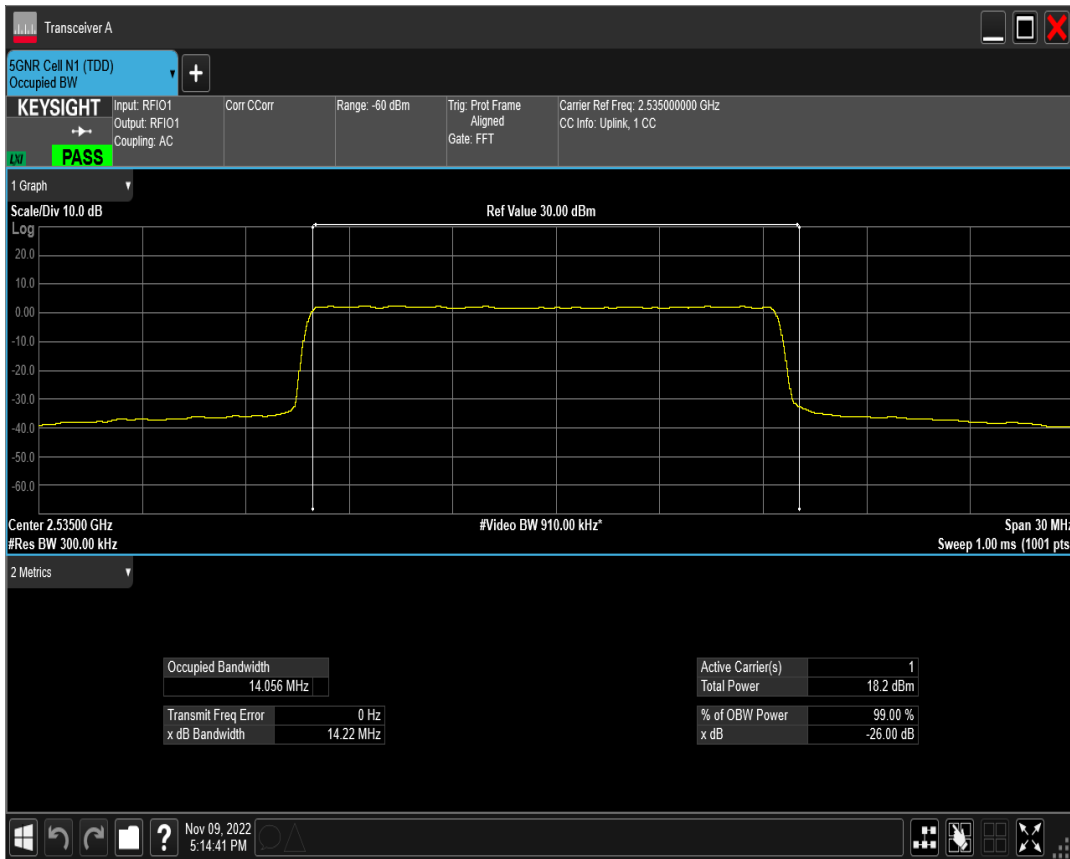 Transceiver A
5GNR Cell N1 (TDD)
Occupied BW
+
KEYSIGHT
LXI
PASS
Input: RFIO1
Output: RFIO1
Coupling: AC
Corr CCorr
Range: -60 dBm
Trig: Prot Frame
Aligned
Gate: FFT
Carrier Ref Freq: 2.535000000 GHz
CC Info: Uplink, 1 CC
1 Graph
Scale/Div 10.0 dB
Ref Value 30.00 dBm
Log
20.0
10.0
0.00
-10.0
-20.0
-30.0
-40.0
-50.0
-60.0
Center 2.53500 GHz
#Video BW 910.00 kHz*
Span 30 MHz
#Res BW 300.00 kHz
Sweep 1.00 ms (1001 pts
2 Metrics
Occupied Bandwidth
14.056 MHz
Transmit Freq Error 0 Hz
x dB Bandwidth 14.22 MHz
Active Carrier(s) 1
Total Power 18.2 dBm
% of OBW Power 99.00 %
x dB -26.00 dB
?
Nov 09, 2022
5:14:41 PM